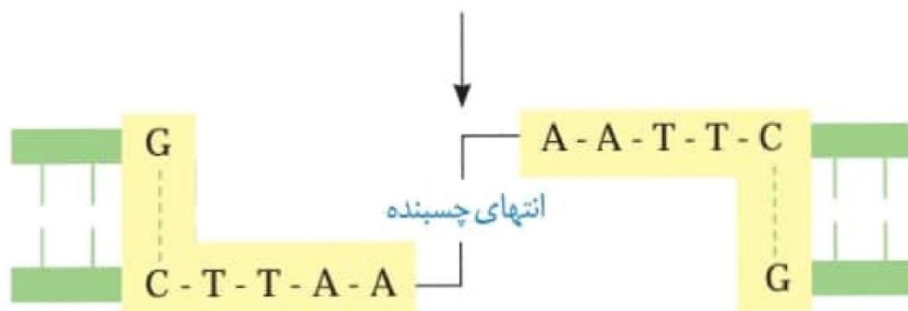 G
A - A - T - T - C
انتهای چسبنده
C - T - T - A - A
G